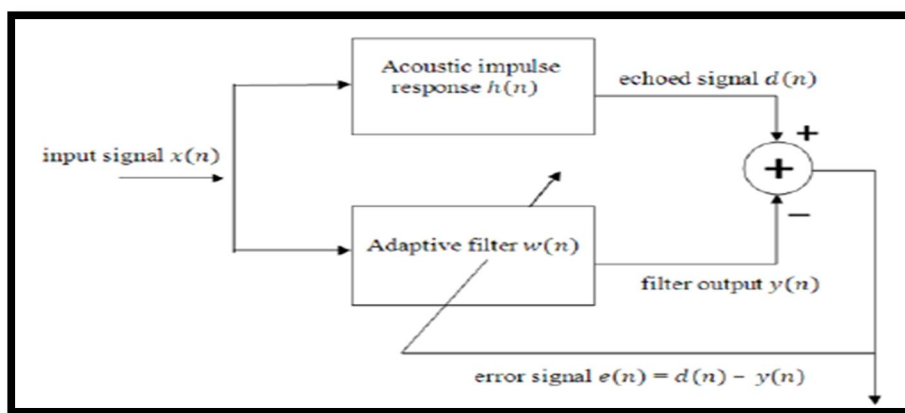 Acoustic impulse
response h(n)
echoed signal d(n)
+
input signal x(n)
+
−
Adaptive filter w(n)
filter output y(n)
error signal e(n) = d(n) − y(n)